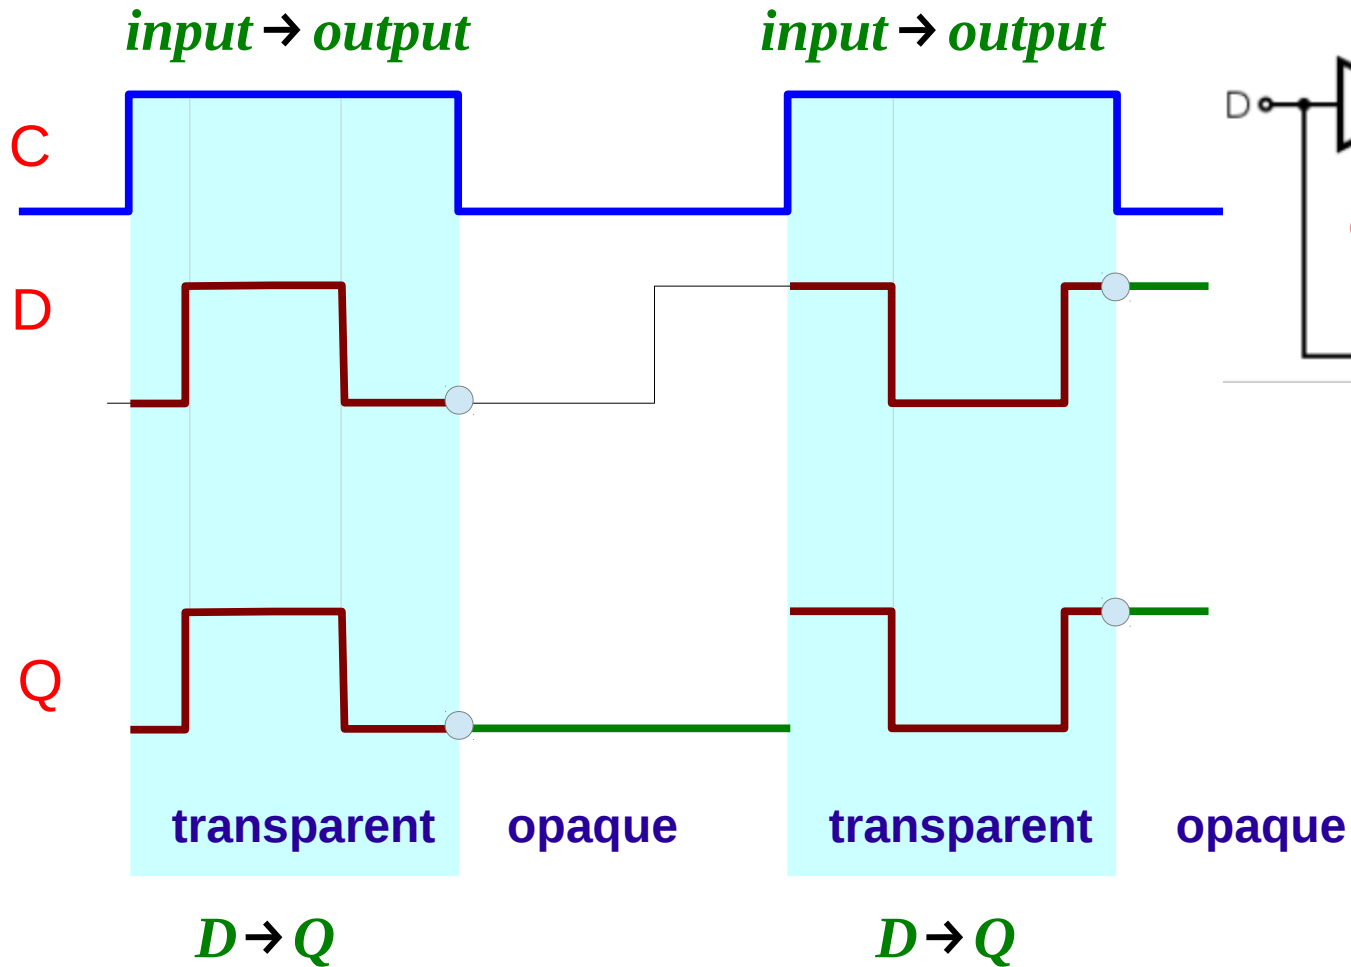 input → output input → output
C
D
D
Q
transparent opaque transparent opaque
D → Q D → Q